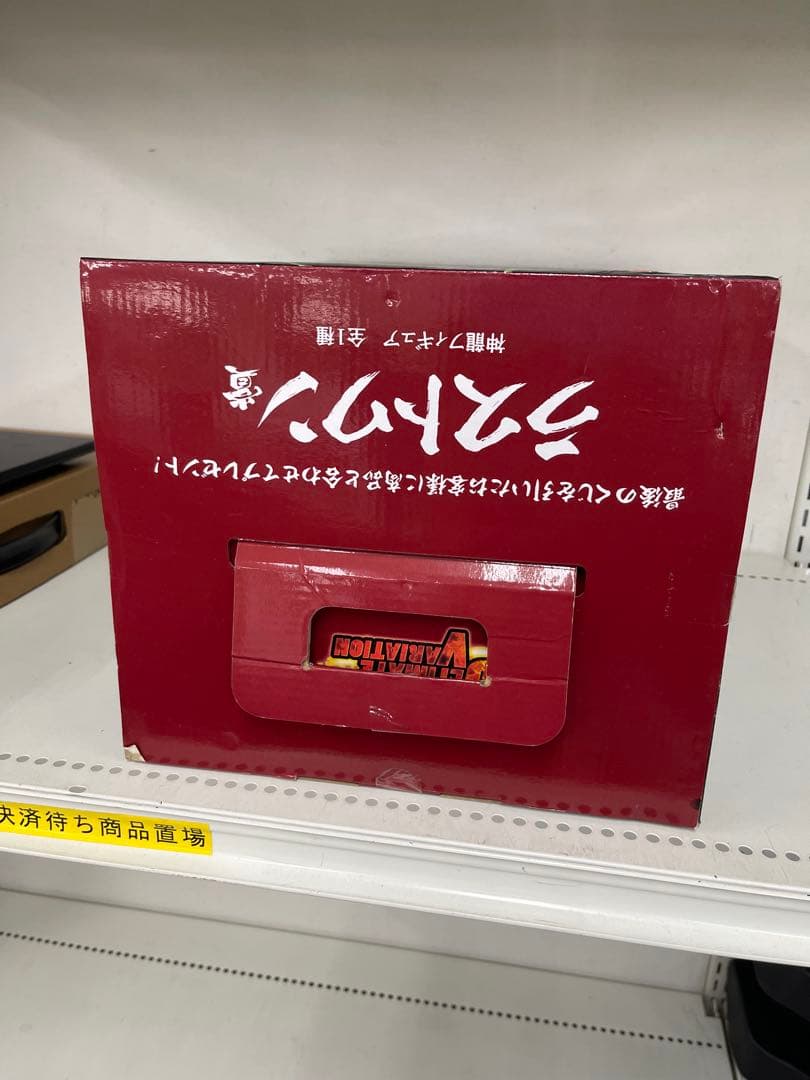 最後のくじを引いたお客様に商品と合わせてプレゼント!
ラストワン賞
神龍フィギュア 全1種
ULTIMATE
VARIATION
決済待ち商品置場